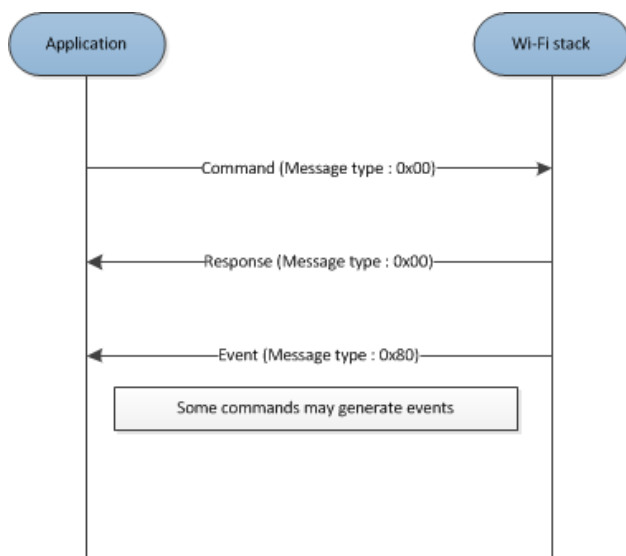 Application
Wi-Fi stack
Command (Message type : 0x00)
Response (Message type : 0x00)
Event (Message type : 0x80)
Some commands may generate events